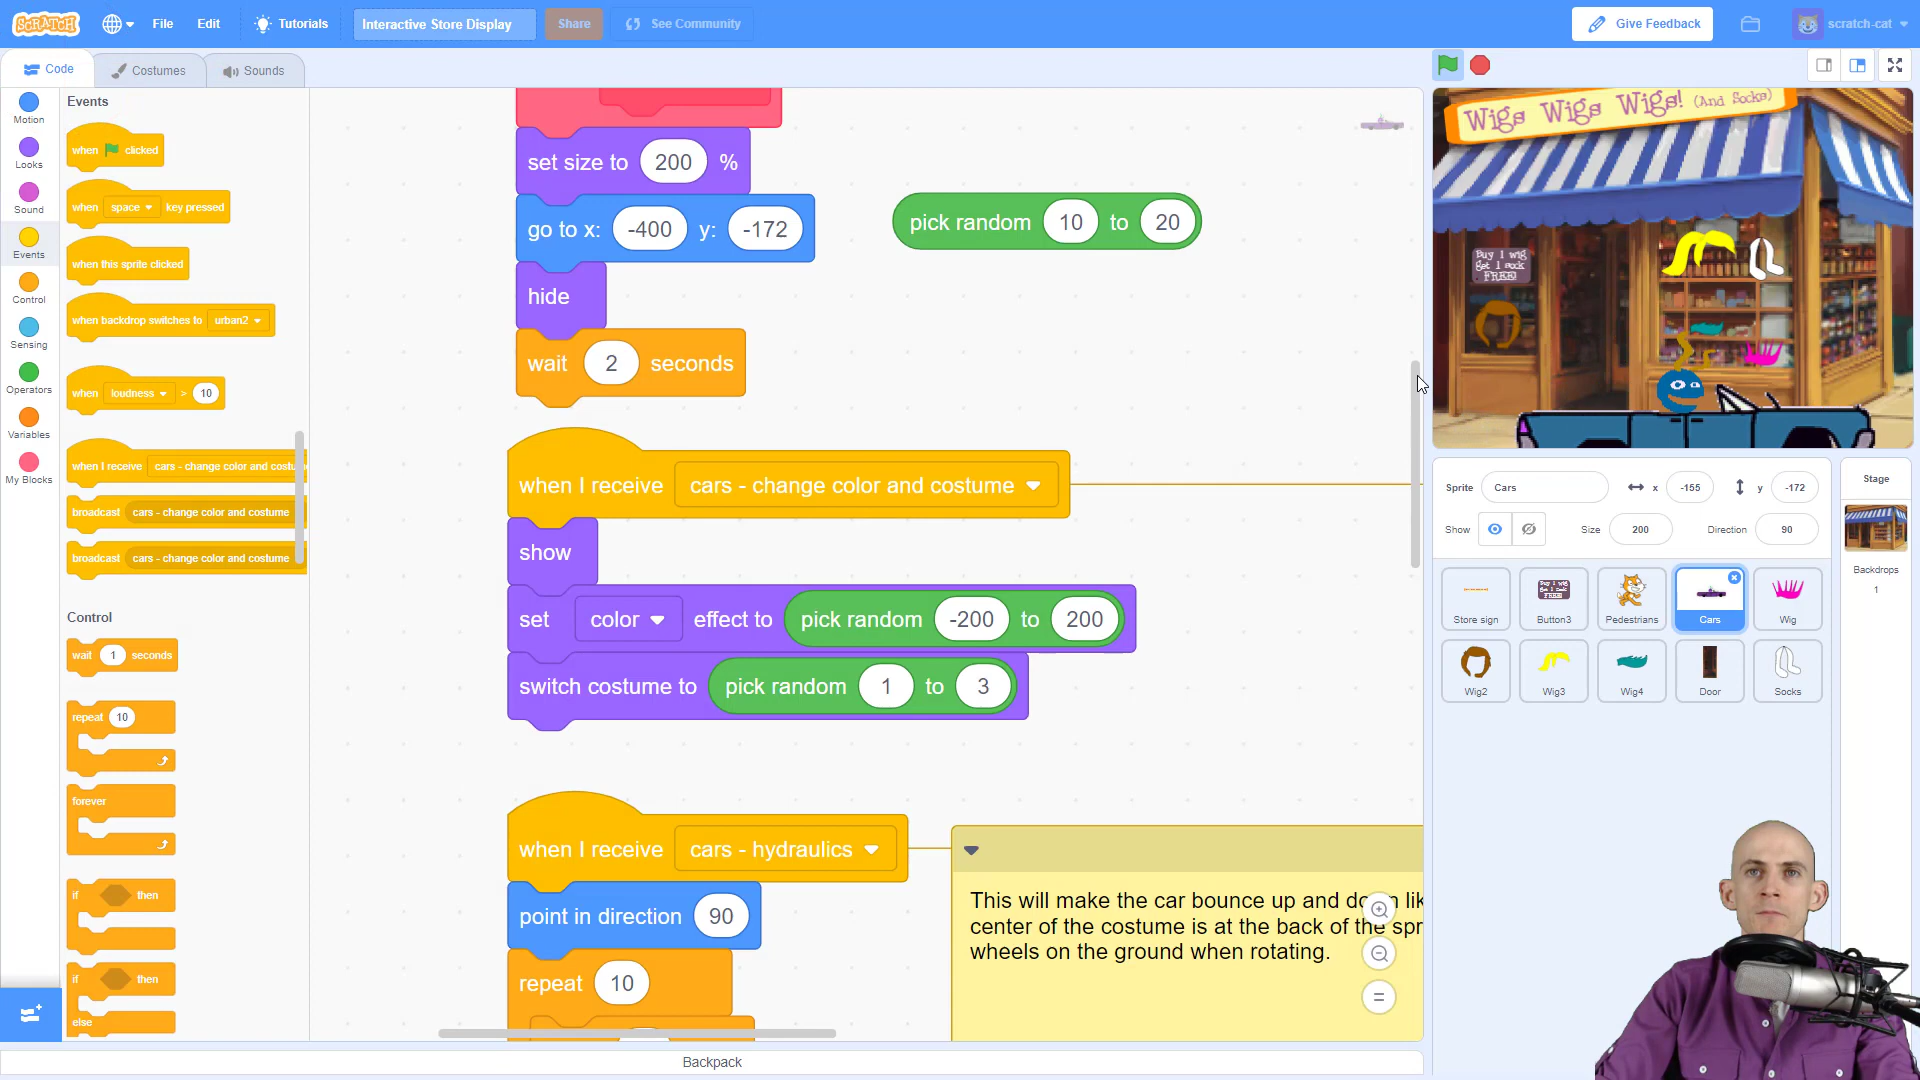 SCRATCH
File
Edit
Tutorials
Interactive Store Display
Share
See Community
Give Feedback
scratch-cat
Code
Costumes
Sounds
Motion
Looks
Sound
Events
Control
Sensing
Operators
Variables
My Blocks
Events
when clicked
when space key pressed
when this sprite clicked
when backdrop switches to urban2
when loudness > 10
when I receive cars - change color and costu
broadcast cars - change color and costume
broadcast cars - change color and costume
Control
wait 1 seconds
repeat 10
forever
if then
if then
else
set size to 200 %
go to x: -400 y: -172
hide
wait 2 seconds
pick random 10 to 20
when I receive cars - change color and costume
show
set color effect to pick random -200 to 200
switch costume to pick random 1 to 3
when I receive cars - hydraulics
point in direction 90
repeat 10
This will make the car bounce up and down lik
center of the costume is at the back of the spr
wheels on the ground when rotating.
Backpack
Wigs Wigs Wigs! (And Socks)
Buy 1 wig
get 1 sock
FREE!
Sprite Cars x -155 y -172
Show Size 200 Direction 90
Store sign
Button3
Pedestrians
Cars
Wig
Wig2
Wig3
Wig4
Door
Socks
Stage
Backdrops
1